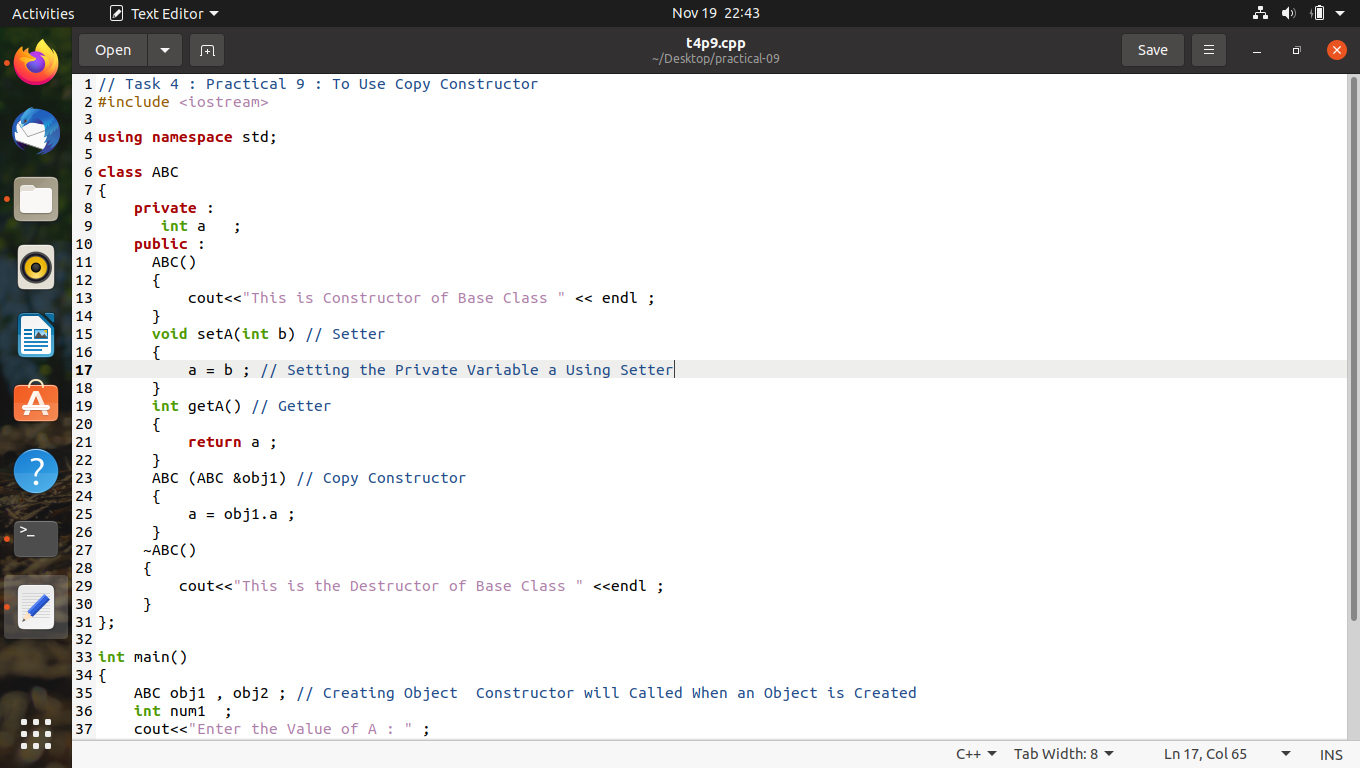 Activities Text Editor Nov 19 22:43
Open t4p9.cpp Save
~/Desktop/practical-09
1 // Task 4 : Practical 9 : To Use Copy Constructor
2 #include <iostream>
3
4 using namespace std;
5
6 class ABC
7 {
8     private :
9        int a   ;
10     public :
11       ABC()
12       {
13           cout<<"This is Constructor of Base Class " << endl ;
14       }
15       void setA(int b) // Setter
16       {
17           a = b ; // Setting the Private Variable a Using Setter
18       }
19       int getA() // Getter
20       {
21           return a ;
22       }
23       ABC (ABC &obj1) // Copy Constructor
24       {
25           a = obj1.a ;
26       }
27      ~ABC()
28      {
29          cout<<"This is the Destructor of Base Class " <<endl ;
30      }
31 };
32
33 int main()
34 {
35     ABC obj1 , obj2 ; // Creating Object  Constructor will Called When an Object is Created
36     int num1  ;
37     cout<<"Enter the Value of A : " ;
C++ Tab Width: 8 Ln 17, Col 65 INS